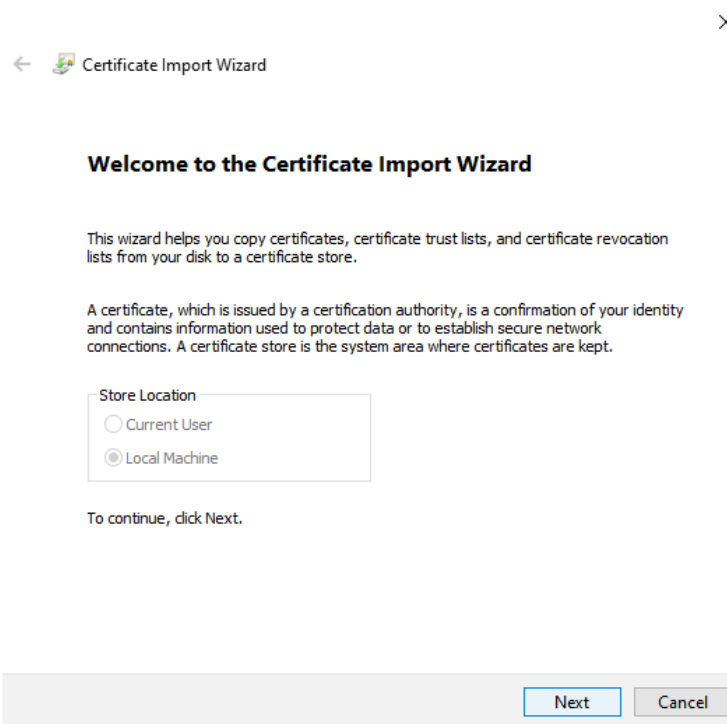 Certificate Import Wizard
Welcome to the Certificate Import Wizard
This wizard helps you copy certificates, certificate trust lists, and certificate revocation
lists from your disk to a certificate store.
A certificate, which is issued by a certification authority, is a confirmation of your identity
and contains information used to protect data or to establish secure network
connections. A certificate store is the system area where certificates are kept.
Store Location
Current User
Local Machine
To continue, click Next.
Next
Cancel